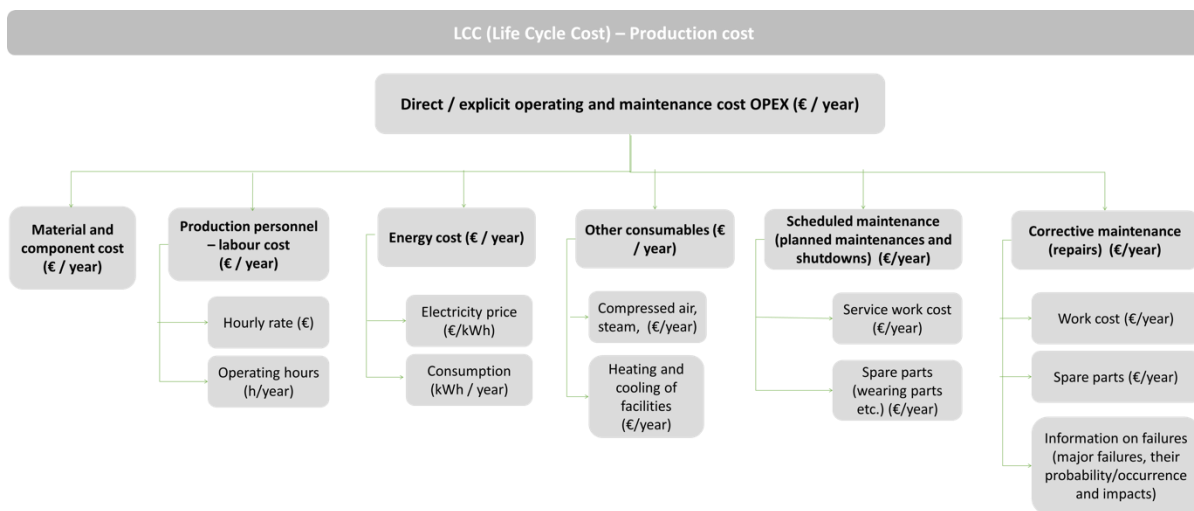 LCC (Life Cycle Cost) – Production cost
Direct / explicit operating and maintenance cost OPEX (€ / year)
Material and
component cost
(€ / year)
Production personnel
– labour cost
(€ / year)
Hourly rate (€)
Operating hours
(h/year)
Energy cost (€ / year)
Electricity price
(€/kWh)
Consumption
(kWh / year)
Other consumables (€
/ year)
Compressed air,
steam, (€/year)
Heating and
cooling of
facilities
(€/year)
Scheduled maintenance
(planned maintenances and
shutdowns) (€/year)
Service work cost
(€/year)
Spare parts
(wearing parts
etc.) (€/year)
Corrective maintenance
(repairs) (€/year)
Work cost (€/year)
Spare parts (€/year)
Information on failures
(major failures, their
probability/occurrence
and impacts)